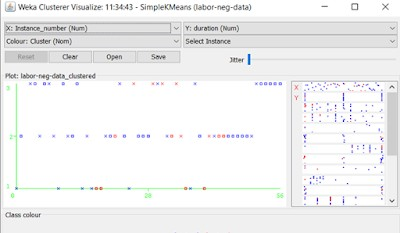 Weka Clusterer Visualize: 11:34:43 - SimpleKMeans (labor-neg-data)
X: Instance_number (Num)
Y: duration (Num)
Colour: Cluster (Nom)
Select Instance
Reset
Clear
Open
Save
Jitter
Plot: labor-neg-data_clustered
3
X
Y
2
1
0
28
56
Class colour